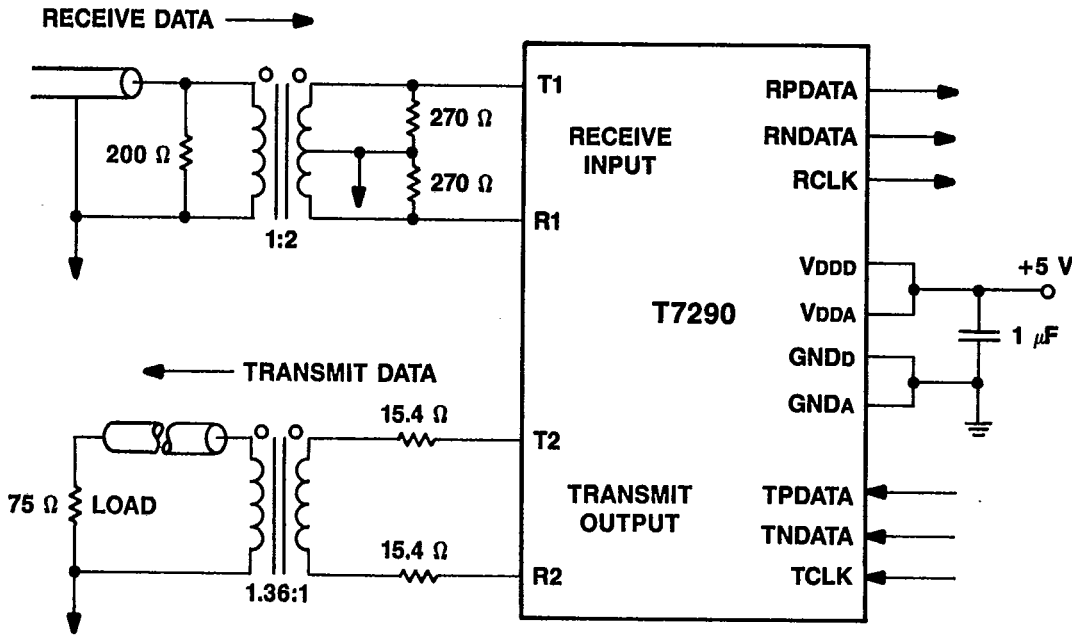 RECEIVE DATA
200 Ω
1:2
270 Ω
270 Ω
T1
R1
RECEIVE
INPUT
RPDATA
RNDATA
RCLK
T7290
VDDD
VDDA
GNDD
GNDA
+5 V
1 μF
TRANSMIT DATA
75 Ω
LOAD
1.36:1
15.4 Ω
15.4 Ω
T2
R2
TRANSMIT
OUTPUT
TPDATA
TNDATA
TCLK